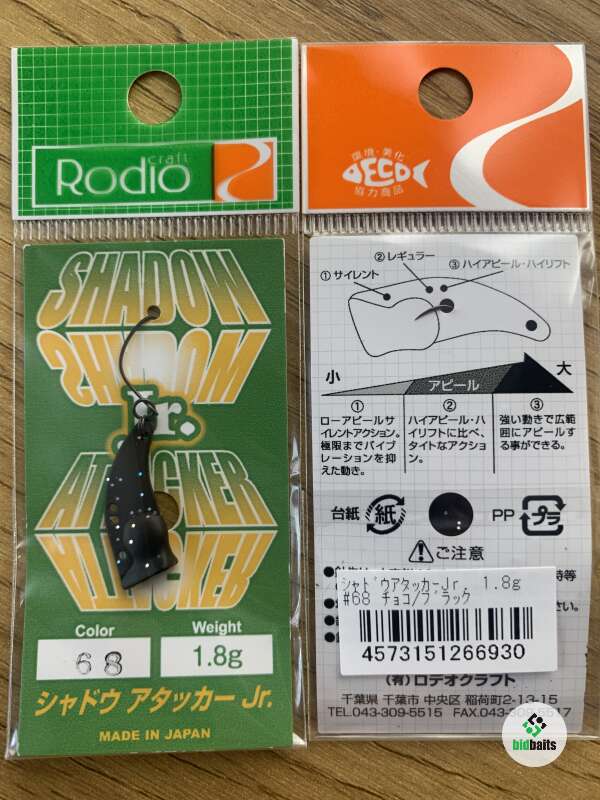 Rodio craft
SHADOW
Jr.
ATTACKER
Color
68
Weight
1.8g
シャドウ アタッカー Jr.
MADE IN JAPAN
環境・美化
ECO
協力商品
① サイレント
② レギュラー
③ ハイアピール・ハイリフト
小
アピール
大
①
ローアピールサ
イレントアクション。
極限までバイブ
レーションを抑え
た動き。
②
ハイアピール・ハ
イリフトに比べ、
タイトなアクショ
ン。
③
強い動きで広範
囲にアピールす
る事ができる。
台紙 紙
PP プラ
ご注意
シャドウアタッカーJr. 1.8g
#68 チョコ/ブラック
4573151266930
(有) ロデオクラフト
千葉県 千葉市 中央区 稲荷町2-13-15
TEL.043-309-5515 FAX.043-309-5517
bidbaits